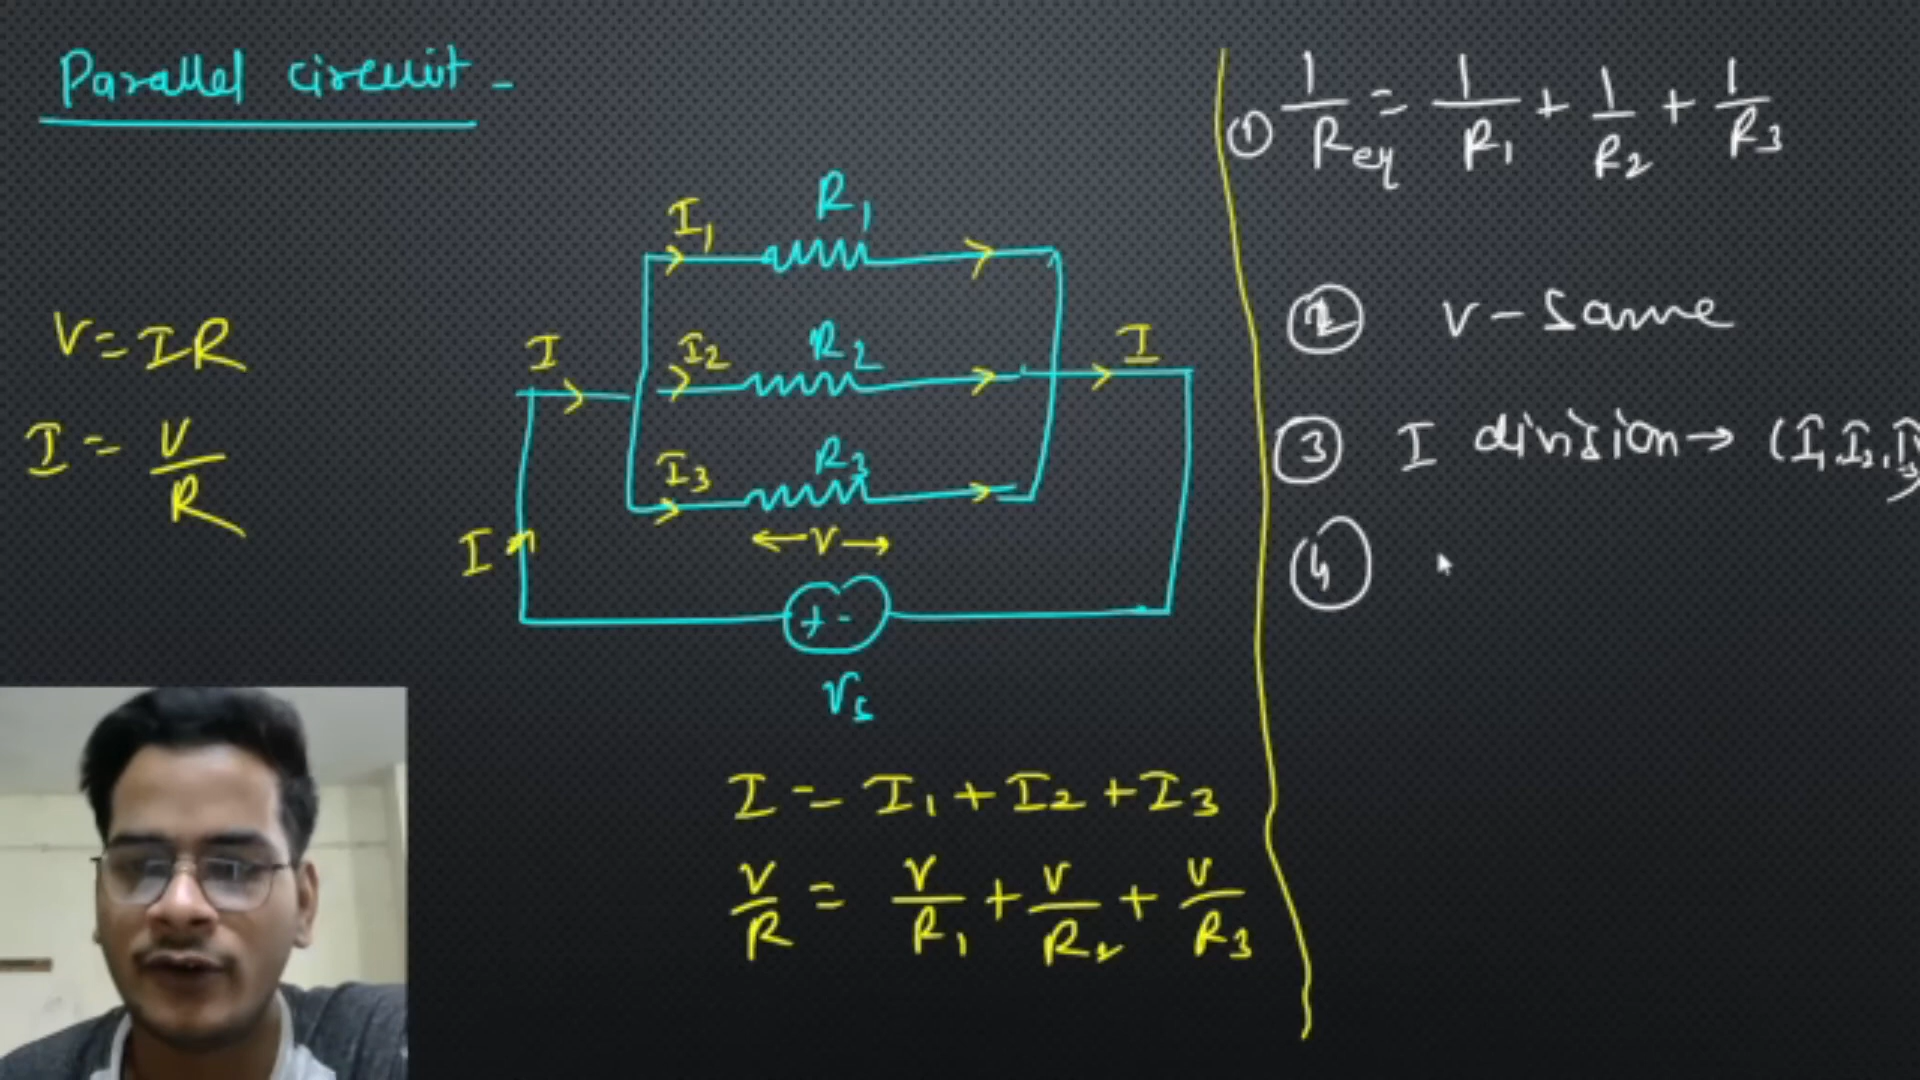 Parallel circuit -
V = IR
I = V/R
I₁ R₁
I I₂ R₂ I
I₃ R₃
I ← V →
+ -
Vs
I = I₁ + I₂ + I₃
V/R = V/R₁ + V/R₂ + V/R₃
① 1/Req = 1/R₁ + 1/R₂ + 1/R₃
② V - Same
③ I division → (I₁, I₂, I₃)
④